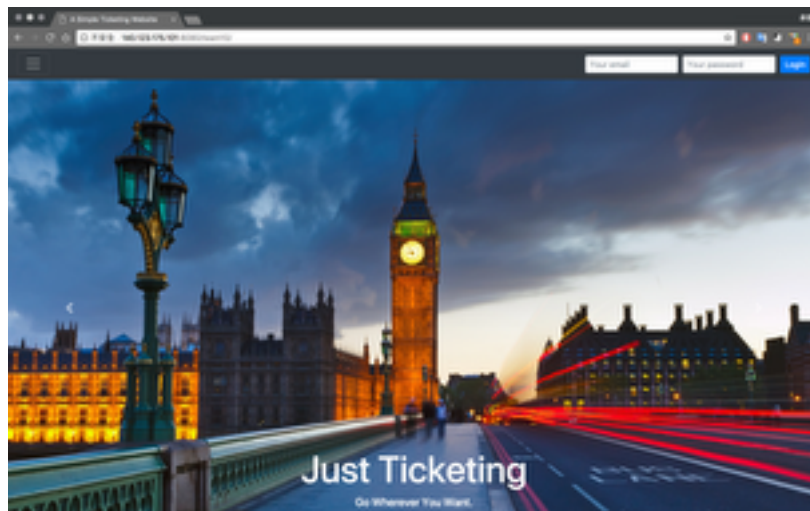 A Simple Ticketing Website
Your email
Your password
Login
Just Ticketing
Go Wherever You Want.